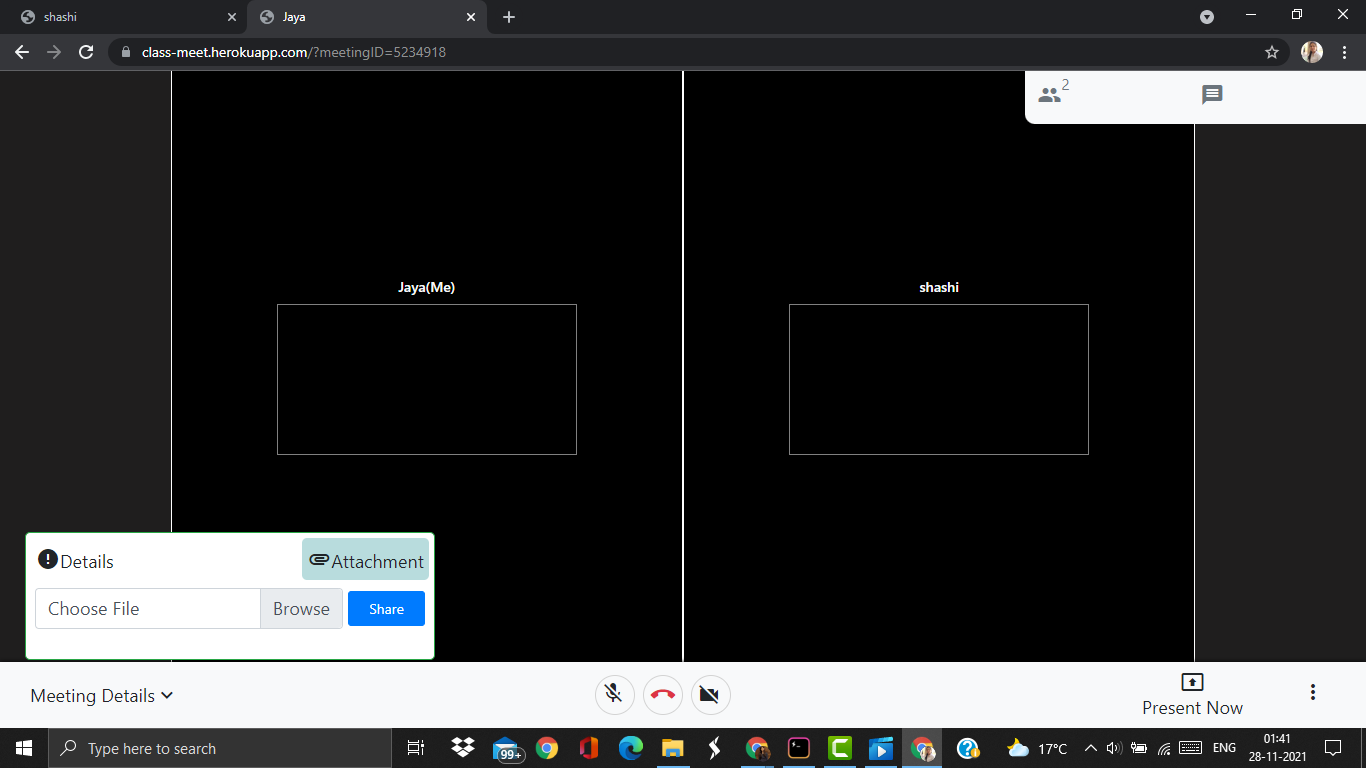 shashi
Jaya
class-meet.herokuapp.com/?meetingID=5234918
2
Jaya(Me)
shashi
Details
Attachment
Choose File
Browse
Share
Meeting Details
Present Now
Type here to search
99+
17°C
ENG
01:41
28-11-2021